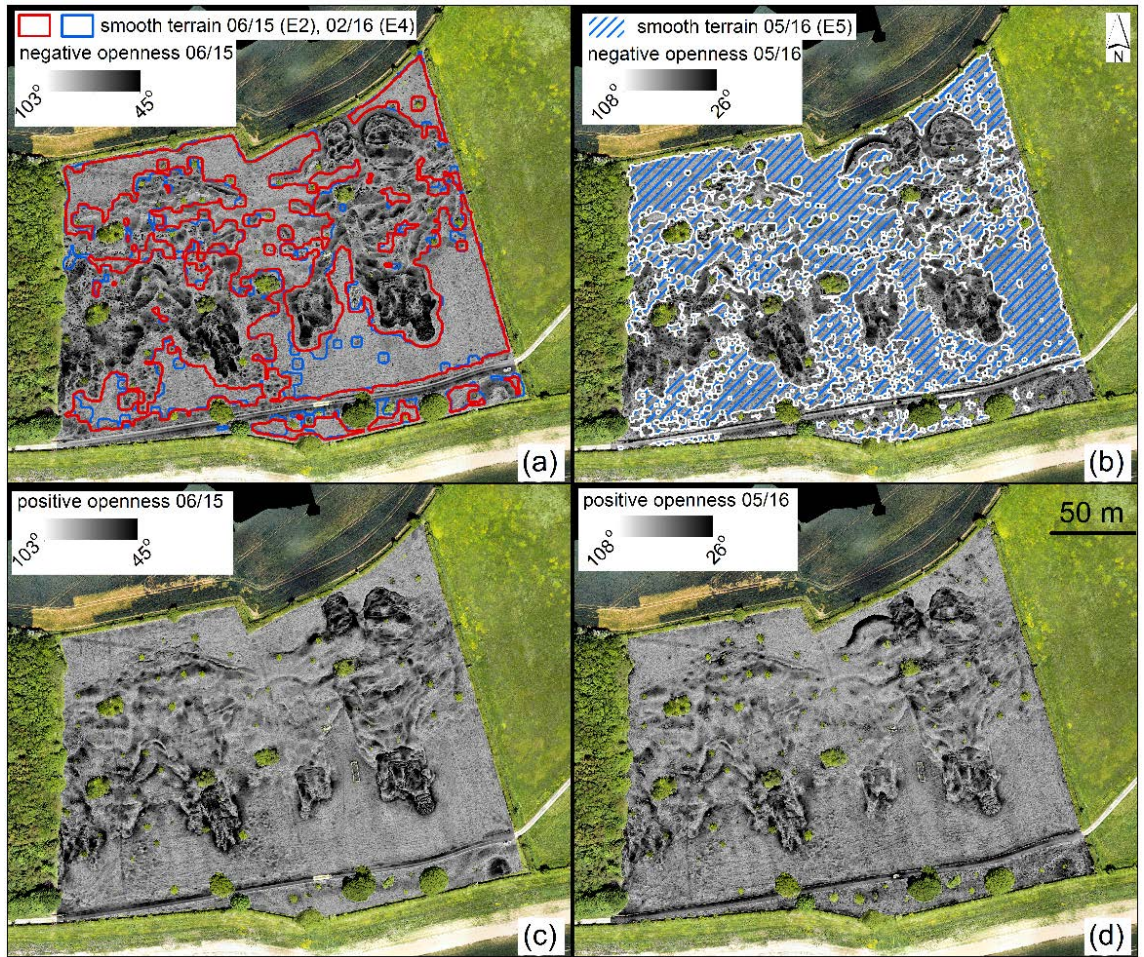 smooth terrain 06/15 (E2), 02/16 (E4)
negative openness 06/15
103° 45°
(a)
smooth terrain 05/16 (E5)
negative openness 05/16
108° 26°
N
(b)
positive openness 06/15
103° 45°
(c)
positive openness 05/16
108° 26°
50 m
(d)